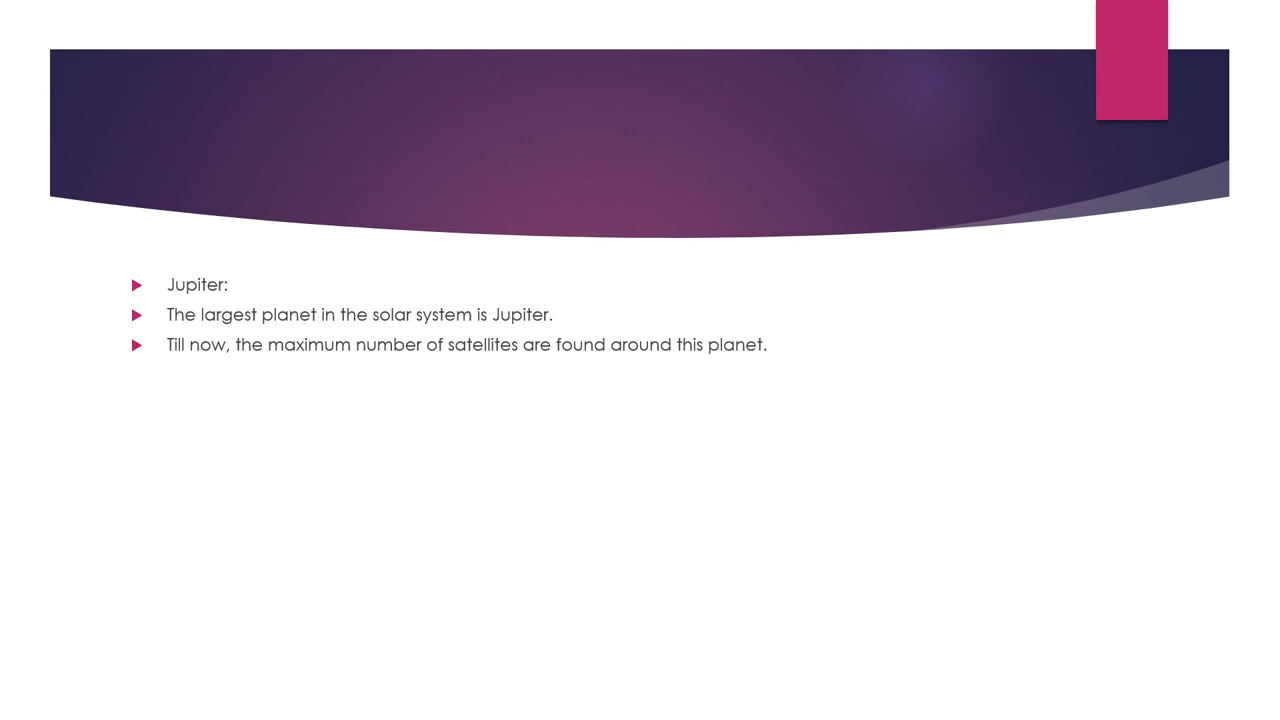 Jupiter:
The largest planet in the solar system is Jupiter.
Till now, the maximum number of satellites are found around this planet.